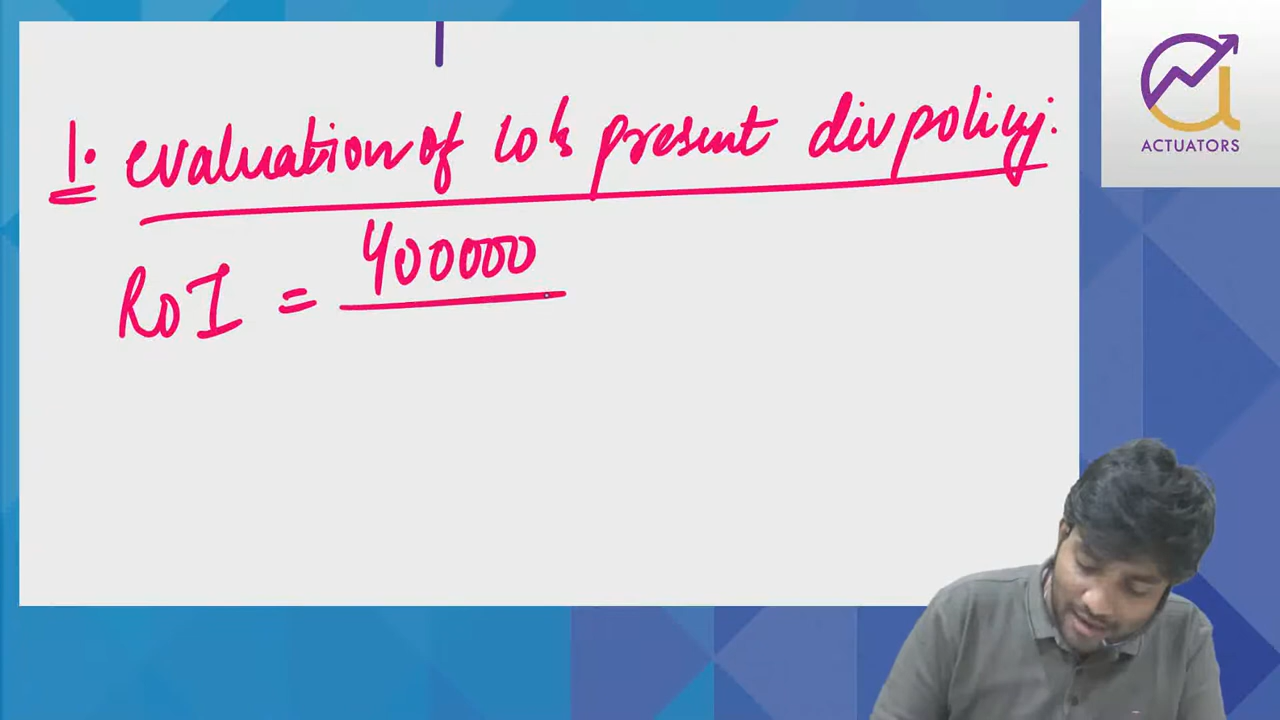 1. evaluation of Co's present div policy.
RoI = 400000
ACTUATORS